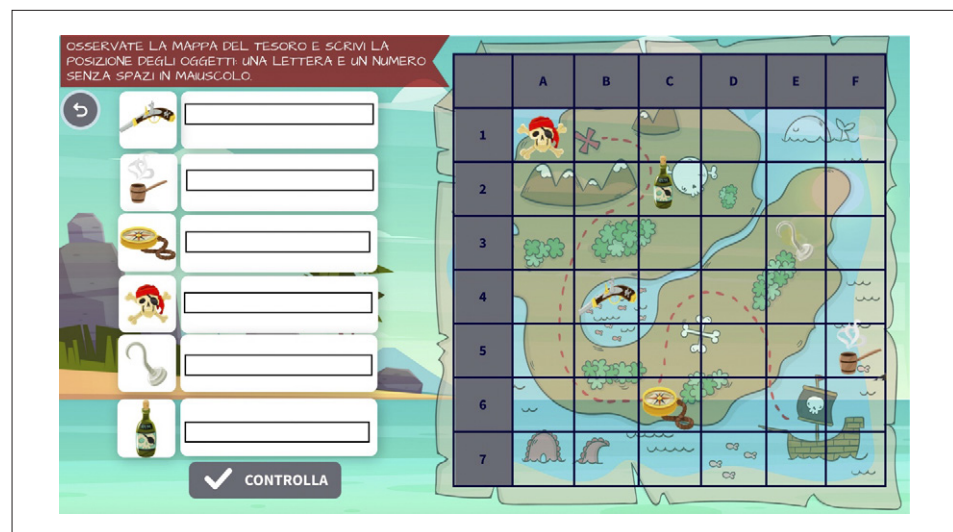 OSSERVATE LA MAPPA DEL TESORO E SCRIVI LA
POSIZIONE DEGLI OGGETTI: UNA LETTERA E UN NUMERO
SENZA SPAZI IN MAIUSCOLO.
A B C D E F
1
2
3
4
5
6
7
CONTROLLA